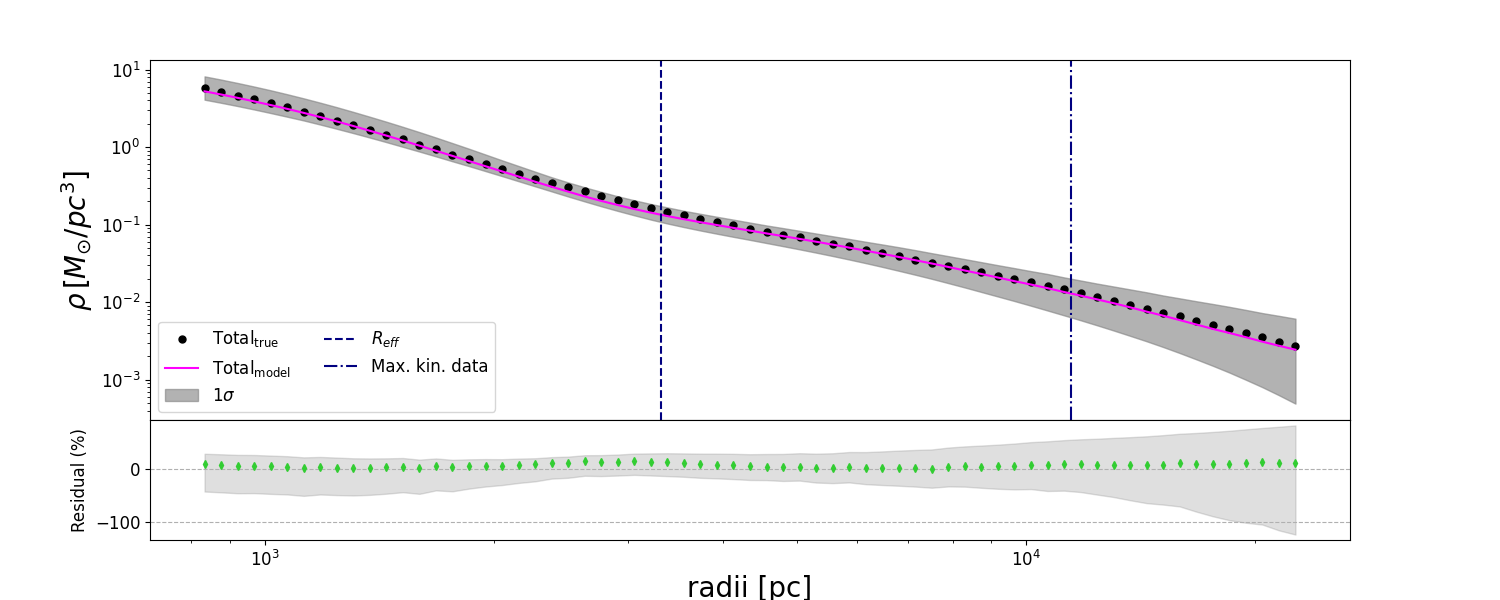 10¹
10⁰
10⁻¹
10⁻²
10⁻³
ρ [M⊙/pc³]
Total_true
Total_model
1σ
R_eff
Max. kin. data
Residual (%)
0
−100
10³
10⁴
radii [pc]